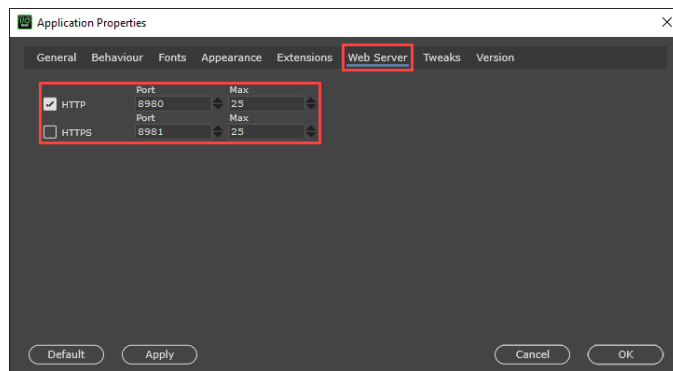 Application Properties
General Behaviour Fonts Appearance Extensions Web Server Tweaks Version
Port Max
HTTP 8980 25
Port Max
HTTPS 8981 25
Default Apply Cancel OK